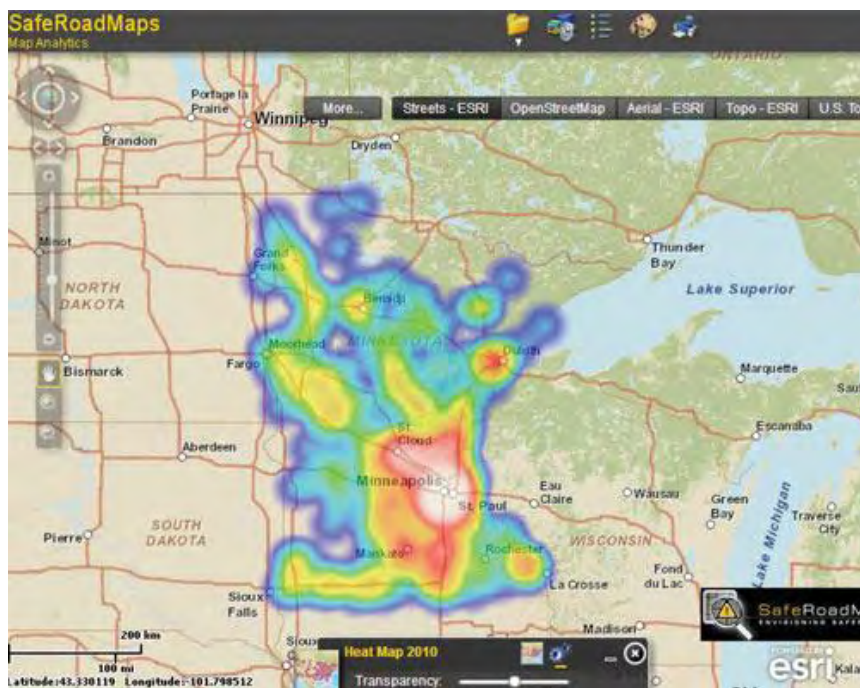 SafeRoadMaps
Map Analytics
ONTARIO
Portage la
Prairie
Winnipeg
More...
Streets - ESRI
OpenStreetMap
Aerial - ESRI
Topo - ESRI
Brandon
Dryden
Minot
Grand
Forks
Thunder
Bay
NORTH
DAKOTA
Bemidji
Lake Superior
MINNESOTA
Moorhead
Fargo
Duluth
Bismarck
Marquette
Escanaba
St.
Cloud
Aberdeen
Minneapolis
St. Paul
Eau
Claire
Wausau
Green
Bay
Traverse
City
Lake Michigan
SOUTH
DAKOTA
Pierre
WISCONSIN
Mankato
Rochester
La Crosse
Fond
du Lac
Sioux
Falls
SafeRoadM
Madison
200 km
100 mi
Heat Map 2010
Transparency:
esri
Latitude:43.330119 Longitude:-101.798512